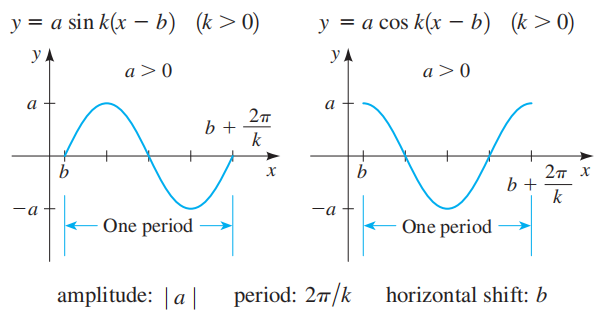 y = a sin k(x − b) (k > 0)
y = a cos k(x − b) (k > 0)
y
a > 0
a
b + 2π/k
b
x
−a
One period
y
a > 0
a
b
b + 2π/k
x
−a
One period
amplitude: |a| period: 2π/k horizontal shift: b